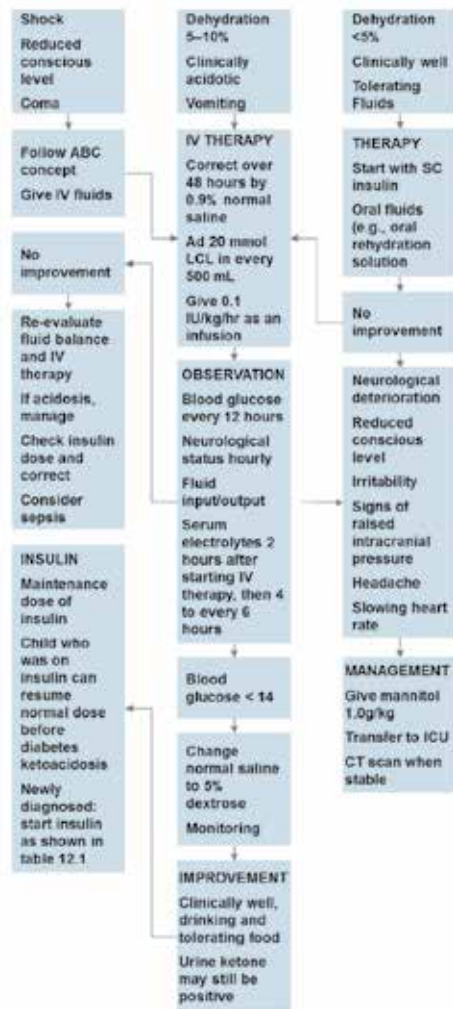 Shock
Reduced
conscious
level
Coma
Follow ABC
concept
Give IV fluids
No
improvement
Re-evaluate
fluid balance
and IV
therapy
If acidosis,
manage
Check insulin
dose and
correct
Consider
sepsis
INSULIN
Maintenance
dose of
insulin
Child who
was on
insulin can
resume
normal dose
before
diabetes
ketoacidosis
Newly
diagnosed:
start insulin
as shown in
table 12.1
Dehydration
5–10%
Clinically
acidotic
Vomiting
IV THERAPY
Correct over
48 hours by
0.9% normal
saline
Ad 20 mmol
LCL in every
500 mL
Give 0.1
IU/kg/hr as an
infusion
OBSERVATION
Blood glucose
every 12 hours
Neurological
status hourly
Fluid
input/output
Serum
electrolytes 2
hours after
starting IV
therapy, then 4
to every 6
hours
Blood
glucose < 14
Change
normal saline
to 5%
dextrose
Monitoring
IMPROVEMENT
Clinically well,
drinking and
tolerating food
Urine ketone
may still be
positive
Dehydration
<5%
Clinically well
Tolerating
Fluids
THERAPY
Start with SC
insulin
Oral fluids
(e.g., oral
rehydration
solution
No
improvement
Neurological
deterioration
Reduced
conscious
level
Irritability
Signs of
raised
intracranial
pressure
Headache
Slowing heart
rate
MANAGEMENT
Give mannitol
1.0g/kg
Transfer to ICU
CT scan when
stable